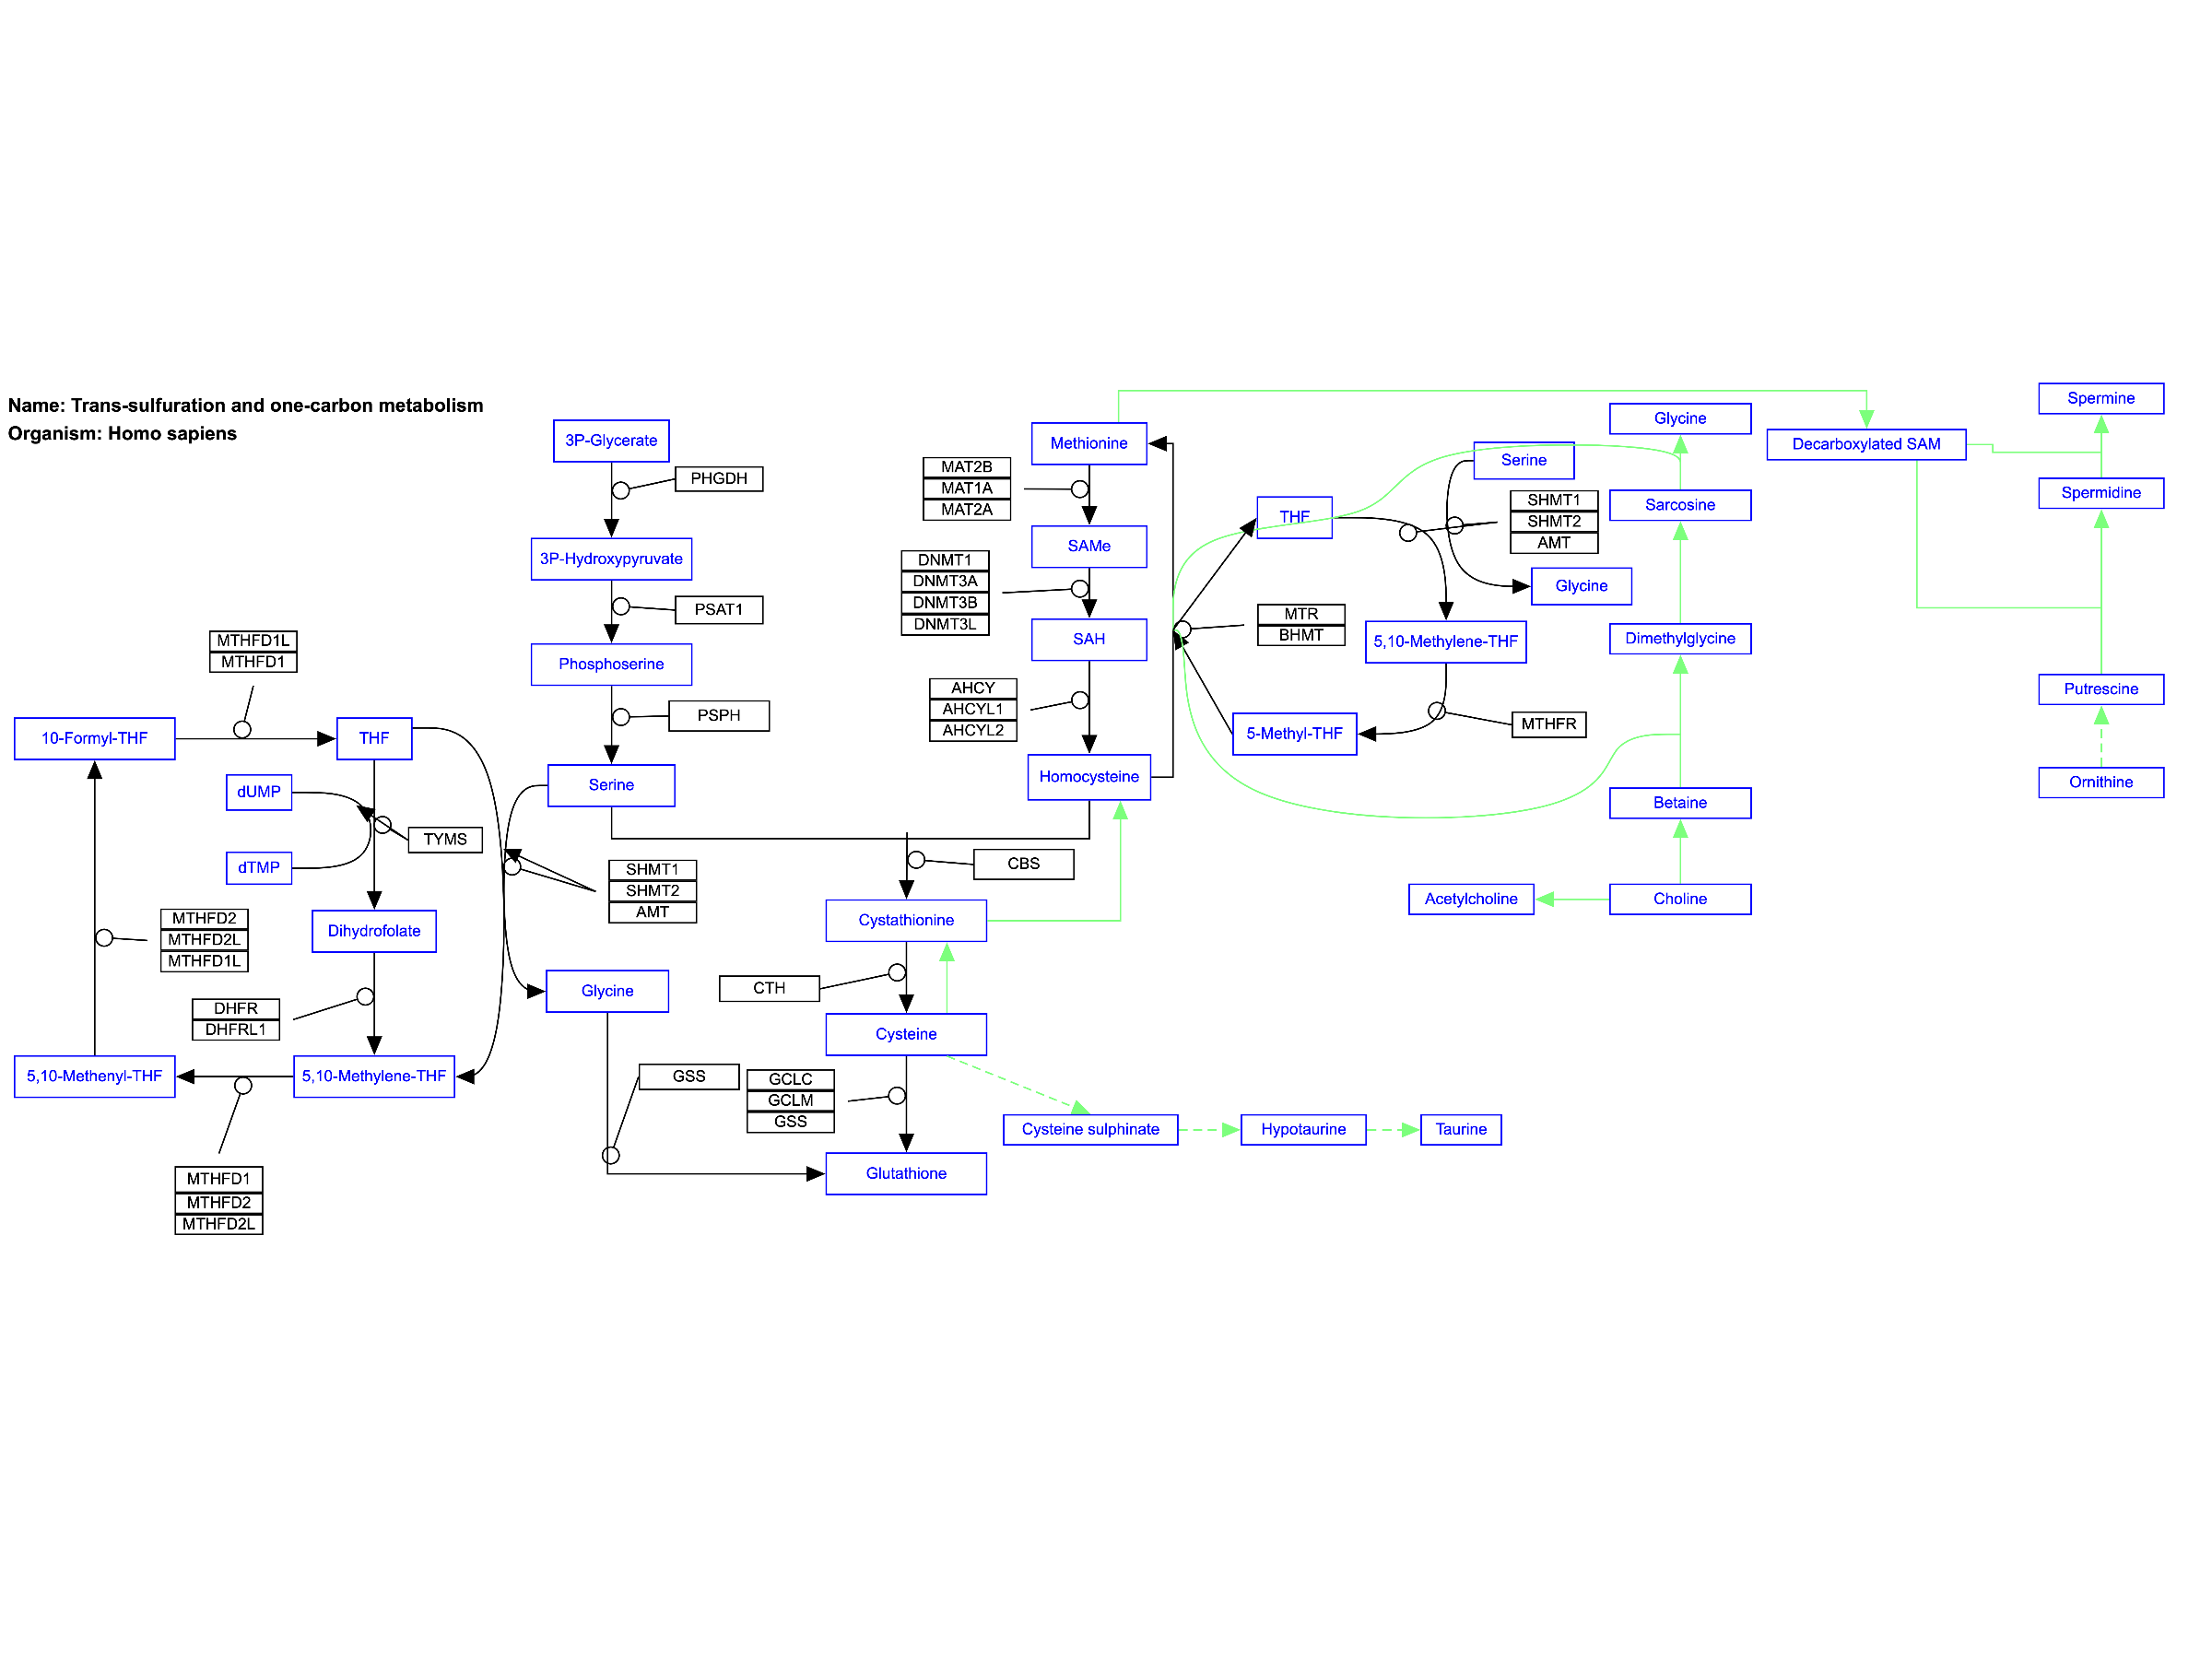 Name: Trans-sulfuration and one-carbon metabolism
Organism: Homo sapiens
3P-Glycerate
PHGDH
3P-Hydroxypyruvate
PSAT1
Phosphoserine
PSPH
Serine
MTHFD1L
MTHFD1
10-Formyl-THF
THF
dUMP
TYMS
dTMP
SHMT1
SHMT2
AMT
MTHFD2
MTHFD2L
MTHFD1L
Dihydrofolate
DHFR
DHFRL1
Glycine
5,10-Methenyl-THF
5,10-Methylene-THF
MTHFD1
MTHFD2
MTHFD2L
GSS
GCLC
GCLM
GSS
CTH
Methionine
MAT2B
MAT1A
MAT2A
SAMe
DNMT1
DNMT3A
DNMT3B
DNMT3L
SAH
AHCY
AHCYL1
AHCYL2
Homocysteine
CBS
Cystathionine
Cysteine
Glutathione
Cysteine sulphinate
Hypotaurine
Taurine
THF
Serine
SHMT1
SHMT2
AMT
Glycine
MTR
BHMT
5,10-Methylene-THF
5-Methyl-THF
MTHFR
Glycine
Sarcosine
Dimethylglycine
Betaine
Acetylcholine
Choline
Decarboxylated SAM
Spermine
Spermidine
Putrescine
Ornithine